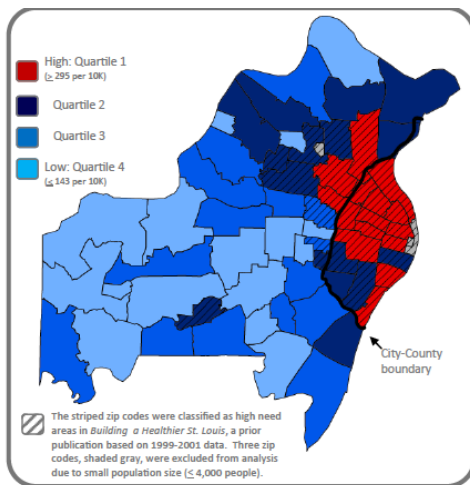 High: Quartile 1
(≥ 295 per 10K)
Quartile 2
Quartile 3
Low: Quartile 4
(≤ 143 per 10K)
City-County
boundary
The striped zip codes were classified as high need
areas in Building a Healthier St. Louis, a prior
publication based on 1999-2001 data. Three zip
codes, shaded gray, were excluded from analysis
due to small population size (≤ 4,000 people).